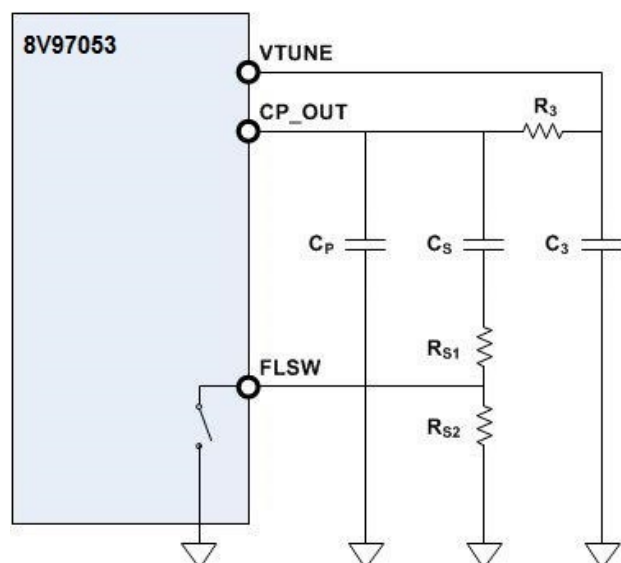 8V97053
VTUNE
CP_OUT
R3
CP
CS
C3
RS1
FLSW
RS2